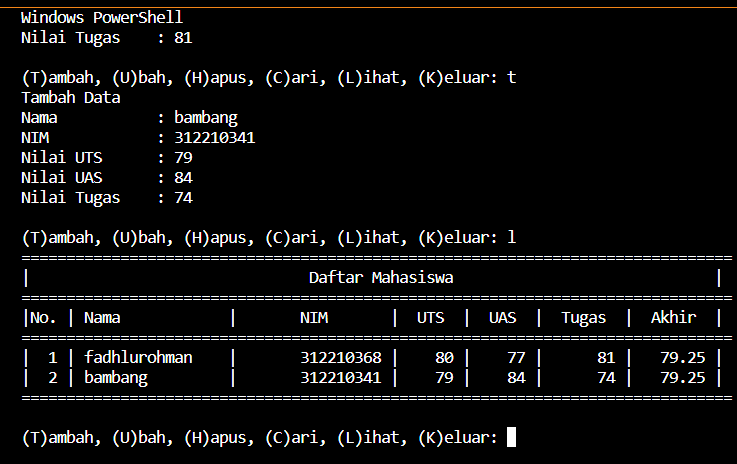 Windows PowerShell
Nilai Tugas    : 81
(T)ambah, (U)bah, (H)apus, (C)ari, (L)ihat, (K)eluar: t
Tambah Data
Nama           : bambang
NIM            : 312210341
Nilai UTS      : 79
Nilai UAS      : 84
Nilai Tugas    : 74
(T)ambah, (U)bah, (H)apus, (C)ari, (L)ihat, (K)eluar: l
===============================================================================
|                               Daftar Mahasiswa                             |
===============================================================================
|No. | Nama            |       NIM       |  UTS  |  UAS  |  Tugas  |  Akhir  |
===============================================================================
|  1 | fadhlurohman    |       312210368 |    80 |    77 |      81 |   79.25 |
|  2 | bambang         |       312210341 |    79 |    84 |      74 |   79.25 |
===============================================================================
(T)ambah, (U)bah, (H)apus, (C)ari, (L)ihat, (K)eluar: